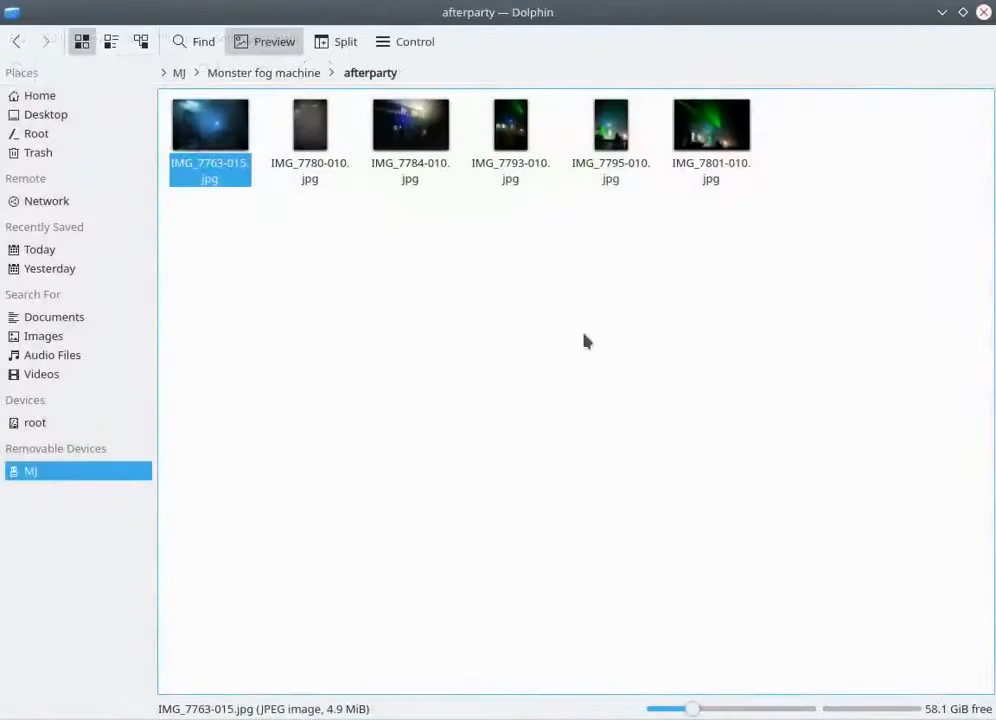 afterparty — Dolphin
Find Preview Split Control
Places
MJ Monster fog machine afterparty
Home
Desktop
Root
Trash
Remote
Network
Recently Saved
Today
Yesterday
Search For
Documents
Images
Audio Files
Videos
Devices
root
Removable Devices
MJ
IMG_7763-015.
jpg
IMG_7780-010.
jpg
IMG_7784-010.
jpg
IMG_7793-010.
jpg
IMG_7795-010.
jpg
IMG_7801-010.
jpg
IMG_7763-015.jpg (JPEG image, 4.9 MiB) 58.1 GiB free